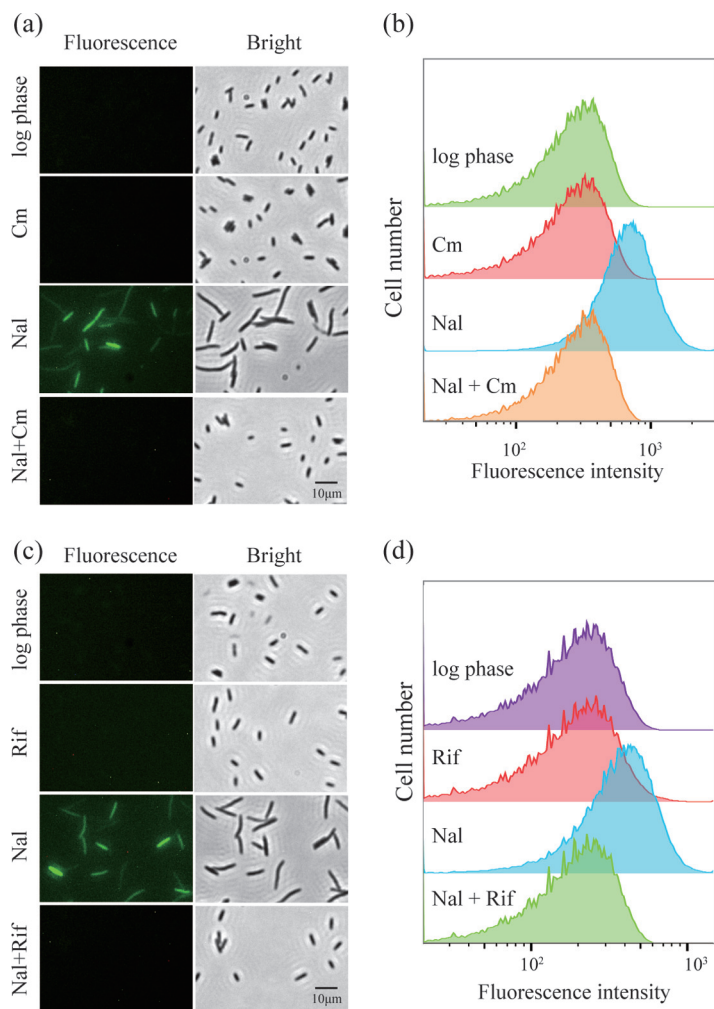 (a)
Fluorescence Bright
log phase
Cm
Nal
Nal+Cm
10μm
(b)
Cell number
log phase
Cm
Nal
Nal + Cm
10² 10³
Fluorescence intensity
(c)
Fluorescence Bright
log phase
Rif
Nal
Nal+Rif
10μm
(d)
Cell number
log phase
Rif
Nal
Nal + Rif
10² 10³
Fluorescence intensity